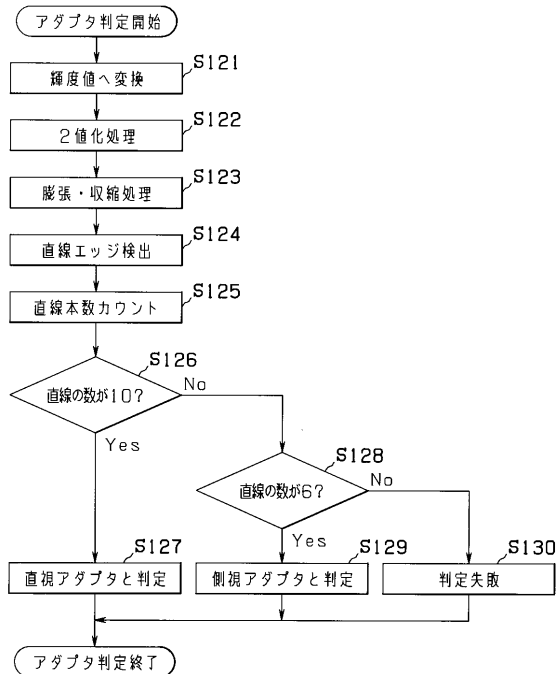 アダプタ判定開始
S121
輝度値へ変換
S122
2値化処理
S123
膨張・収縮処理
S124
直線エッジ検出
S125
直線本数カウント
S126
直線の数が10?
No
Yes
S128
直線の数が6?
No
Yes
S127
直視アダプタと判定
S129
側視アダプタと判定
S130
判定失敗
アダプタ判定終了